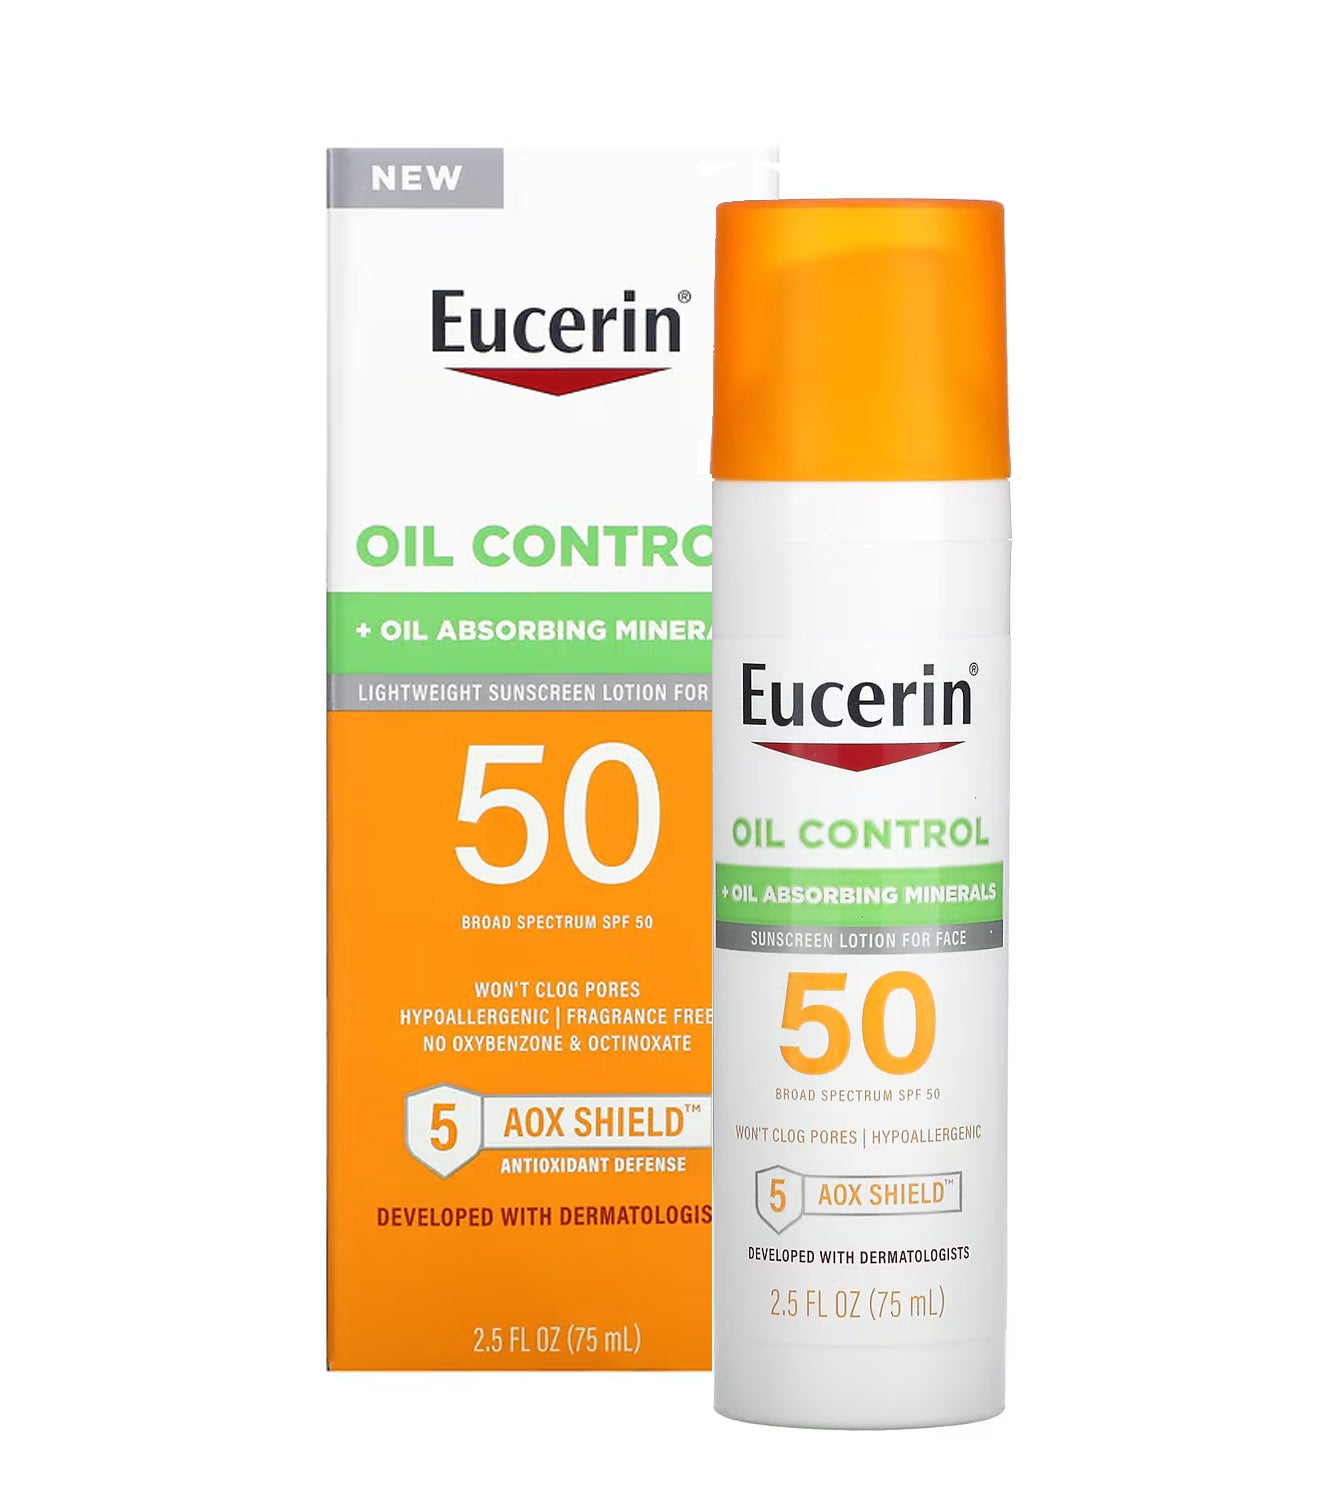 NEW
Eucerin®
OIL CONTRO
+ OIL ABSORBING MINERA
LIGHTWEIGHT SUNSCREEN LOTION FOR
50
BROAD SPECTRUM SPF 50
WON'T CLOG PORES
HYPOALLERGENIC | FRAGRANCE FREE
NO OXYBENZONE & OCTINOXATE
5 AOX SHIELD™
ANTIOXIDANT DEFENSE
DEVELOPED WITH DERMATOLOGIS
2.5 FL OZ (75 mL)
Eucerin®
OIL CONTROL
+ OIL ABSORBING MINERALS
SUNSCREEN LOTION FOR FACE
50
BROAD SPECTRUM SPF 50
WON'T CLOG PORES | HYPOALLERGENIC
5 AOX SHIELD™
DEVELOPED WITH DERMATOLOGISTS
2.5 FL OZ (75 mL)